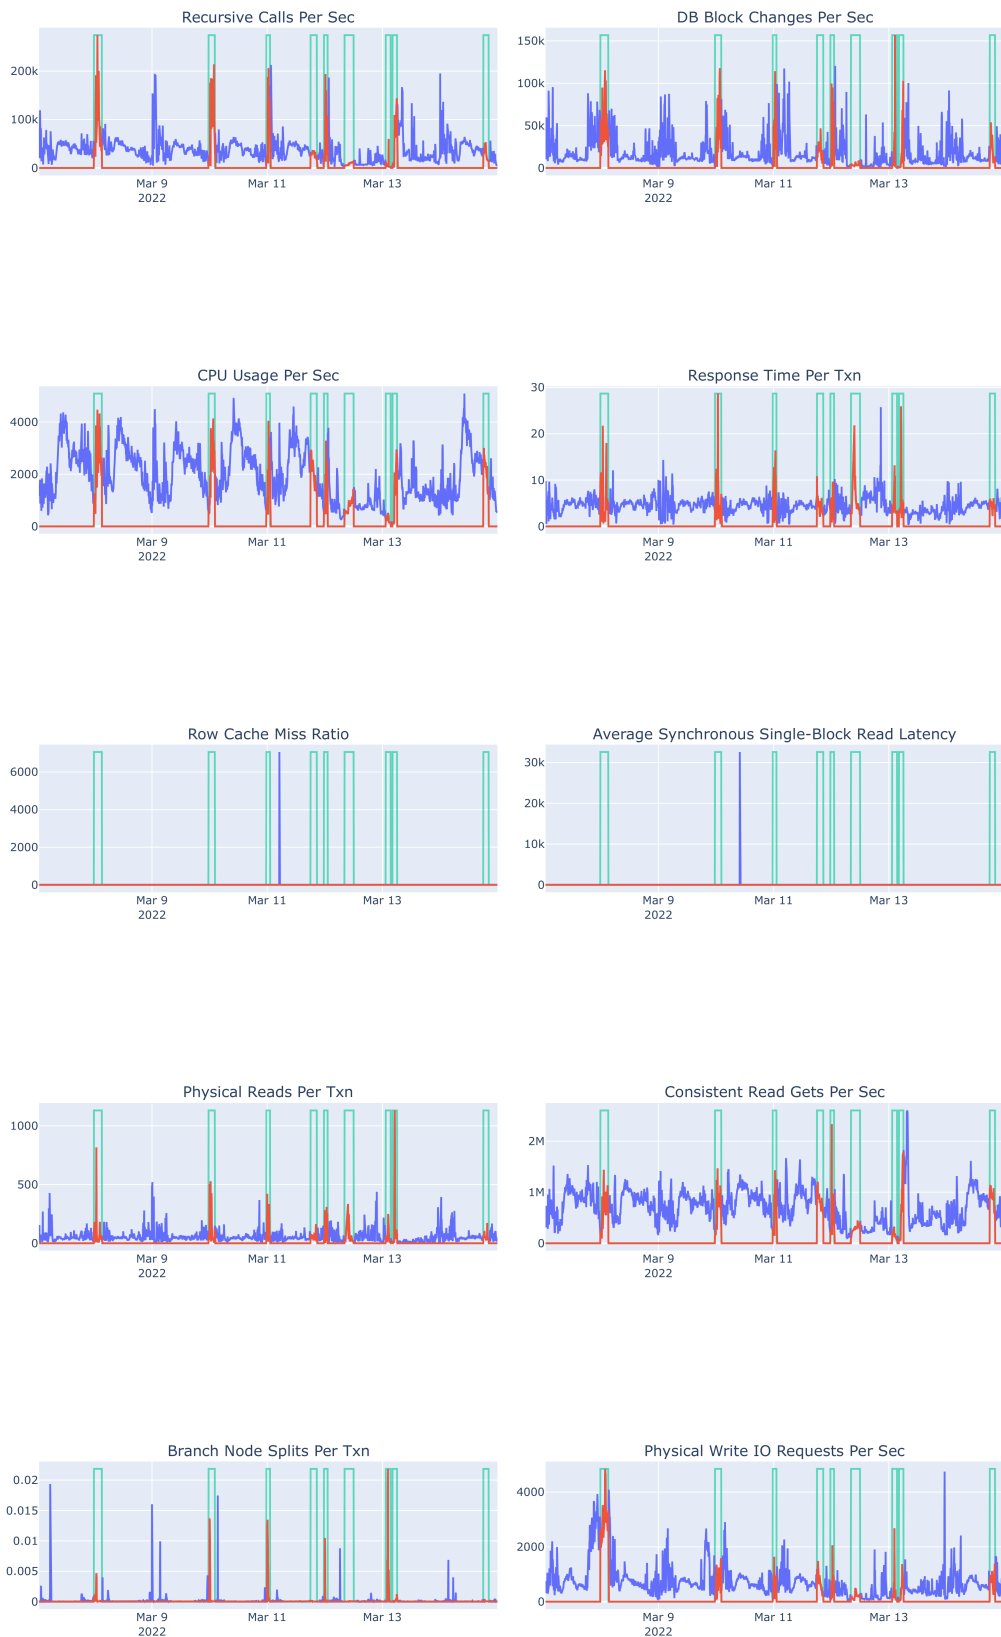 Recursive Calls Per Sec
200k
100k
0
Mar 9
2022
Mar 11
Mar 13
DB Block Changes Per Sec
150k
100k
50k
0
Mar 9
2022
Mar 11
Mar 13
CPU Usage Per Sec
4000
2000
0
Mar 9
2022
Mar 11
Mar 13
Response Time Per Txn
30
20
10
0
Mar 9
2022
Mar 11
Mar 13
Row Cache Miss Ratio
6000
4000
2000
0
Mar 9
2022
Mar 11
Mar 13
Average Synchronous Single-Block Read Latency
30k
20k
10k
0
Mar 9
2022
Mar 11
Mar 13
Physical Reads Per Txn
1000
500
0
Mar 9
2022
Mar 11
Mar 13
Consistent Read Gets Per Sec
2M
1M
0
Mar 9
2022
Mar 11
Mar 13
Branch Node Splits Per Txn
0.02
0.015
0.01
0.005
0
Mar 9
2022
Mar 11
Mar 13
Physical Write IO Requests Per Sec
4000
2000
0
Mar 9
2022
Mar 11
Mar 13